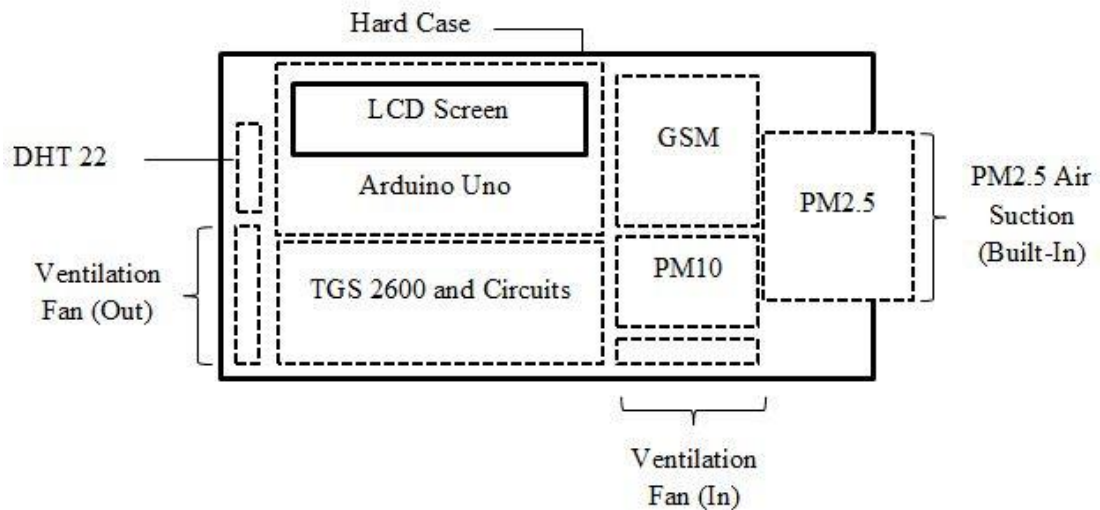 Hard Case
LCD Screen
Arduino Uno
GSM
DHT 22
PM2.5
PM2.5 Air
Suction
(Built-In)
Ventilation
Fan (Out)
TGS 2600 and Circuits
PM10
Ventilation
Fan (In)